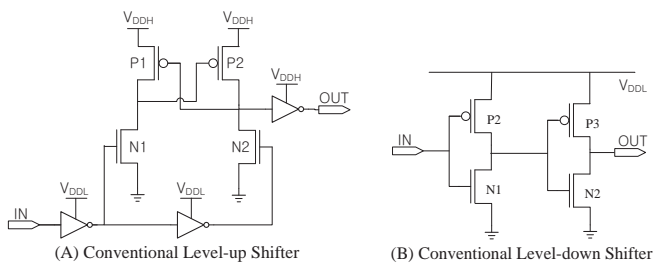 VDDH VDDH
P1 P2
VDDH
OUT
N1 N2
VDDL VDDL
IN
(A) Conventional Level-up Shifter
VDDL
P2 P3
IN OUT
N1 N2
(B) Conventional Level-down Shifter